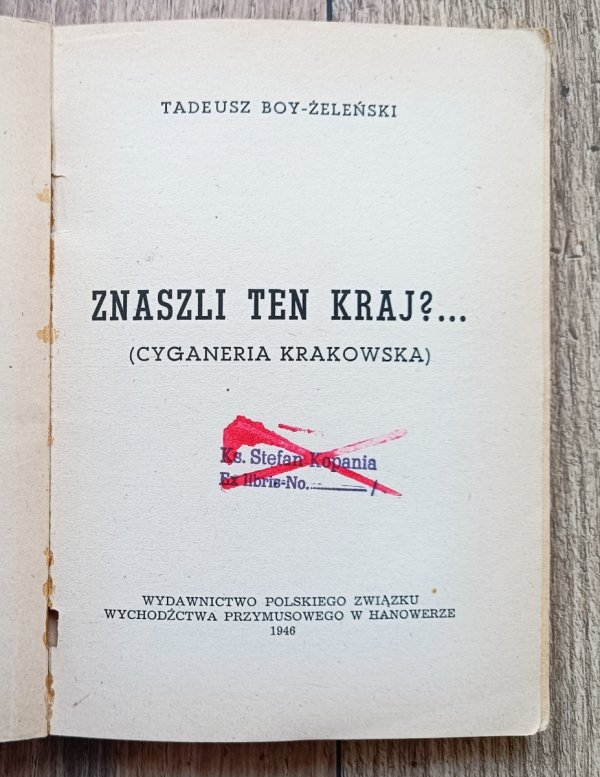 TADEUSZ BOY-ŻELEŃSKI
ZNASZLI TEN KRAJ?...
(CYGANERIA KRAKOWSKA)
Ks. Stefan Kopania
Ex libris-No.______/
WYDAWNICTWO POLSKIEGO ZWIĄZKU
WYCHODŹCTWA PRZYMUSOWEGO W HANOWERZE
1946